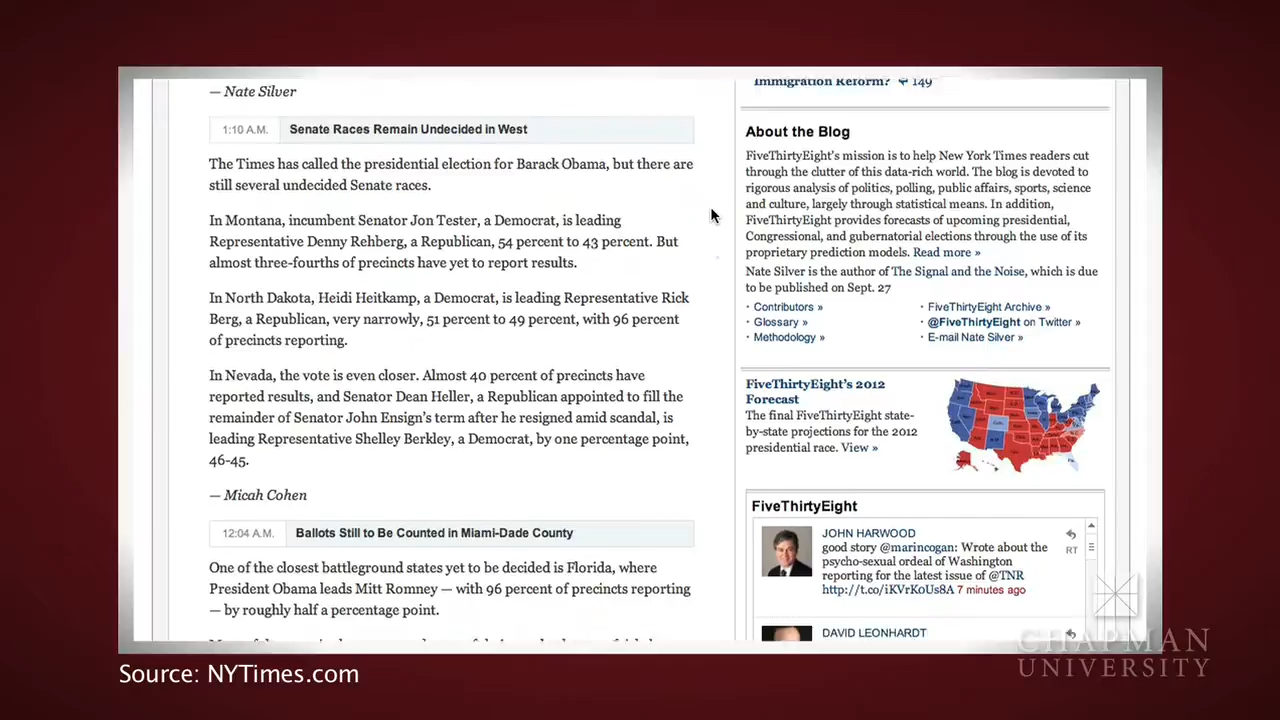 — Nate Silver
1:10 A.M. Senate Races Remain Undecided in West
The Times has called the presidential election for Barack Obama, but there are
still several undecided Senate races.
In Montana, incumbent Senator Jon Tester, a Democrat, is leading
Representative Denny Rehberg, a Republican, 54 percent to 43 percent. But
almost three-fourths of precincts have yet to report results.
In North Dakota, Heidi Heitkamp, a Democrat, is leading Representative Rick
Berg, a Republican, very narrowly, 51 percent to 49 percent, with 96 percent
of precincts reporting.
In Nevada, the vote is even closer. Almost 40 percent of precincts have
reported results, and Senator Dean Heller, a Republican appointed to fill the
remainder of Senator John Ensign's term after he resigned amid scandal, is
leading Representative Shelley Berkley, a Democrat, by one percentage point,
46-45.
— Micah Cohen
12:04 A.M. Ballots Still to Be Counted in Miami-Dade County
One of the closest battleground states yet to be decided is Florida, where
President Obama leads Mitt Romney — with 96 percent of precincts reporting
— by roughly half a percentage point.
Immigration Reform? 149
About the Blog
FiveThirtyEight's mission is to help New York Times readers cut
through the clutter of this data-rich world. The blog is devoted to
rigorous analysis of politics, polling, public affairs, sports, science
and culture, largely through statistical means. In addition,
FiveThirtyEight provides forecasts of upcoming presidential,
Congressional, and gubernatorial elections through the use of its
proprietary prediction models. Read more »
Nate Silver is the author of The Signal and the Noise, which is due
to be published on Sept. 27
· Contributors »
· Glossary »
· Methodology »
· FiveThirtyEight Archive »
· @FiveThirtyEight on Twitter »
· E-mail Nate Silver »
FiveThirtyEight's 2012
Forecast
The final FiveThirtyEight state-
by-state projections for the 2012
presidential race. View »
FiveThirtyEight
JOHN HARWOOD
good story @marincogan: Wrote about the
psycho-sexual ordeal of Washington
reporting for the latest issue of @TNR
http://t.co/iKVrKoUs8A 7 minutes ago
RT
DAVID LEONHARDT
Source: NYTimes.com
CHAPMAN
UNIVERSITY